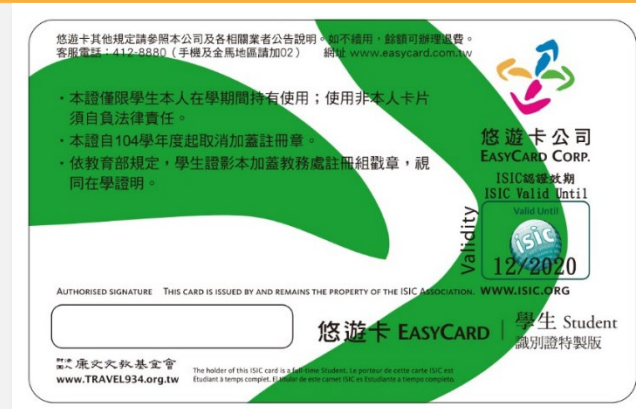 悠遊卡其他規定請參照本公司及各相關業者公告說明。如不續用，餘額可辦理退費。
客服電話：412-8880（手機及金馬地區請加02） 網址 www.easycard.com.tw
・本證僅限學生本人在學期間持有使用；使用非本人卡片
須自負法律責任。
・本證自104學年度起取消加蓋註冊章。
・依教育部規定，學生證影本加蓋教務處註冊組戳章，視
同在學證明。
悠遊卡公司
EASYCARD CORP.
ISIC認證效期
ISIC Valid Until
Validity
Valid Until
isic
12/2020
AUTHORISED SIGNATURE THIS CARD IS ISSUED BY AND REMAINS THE PROPERTY OF THE ISIC ASSOCIATION. WWW.ISIC.ORG
悠遊卡 EASYCARD | 學生 Student
識別證特製版
財團法人 康文文教基金會
www.TRAVEL934.org.tw
The holder of this ISIC card is a full-time Student. Le porteur de cette carte ISIC est
Étudiant à temps complet. El titular de este carnet ISIC es Estudiante a tiempo completo.